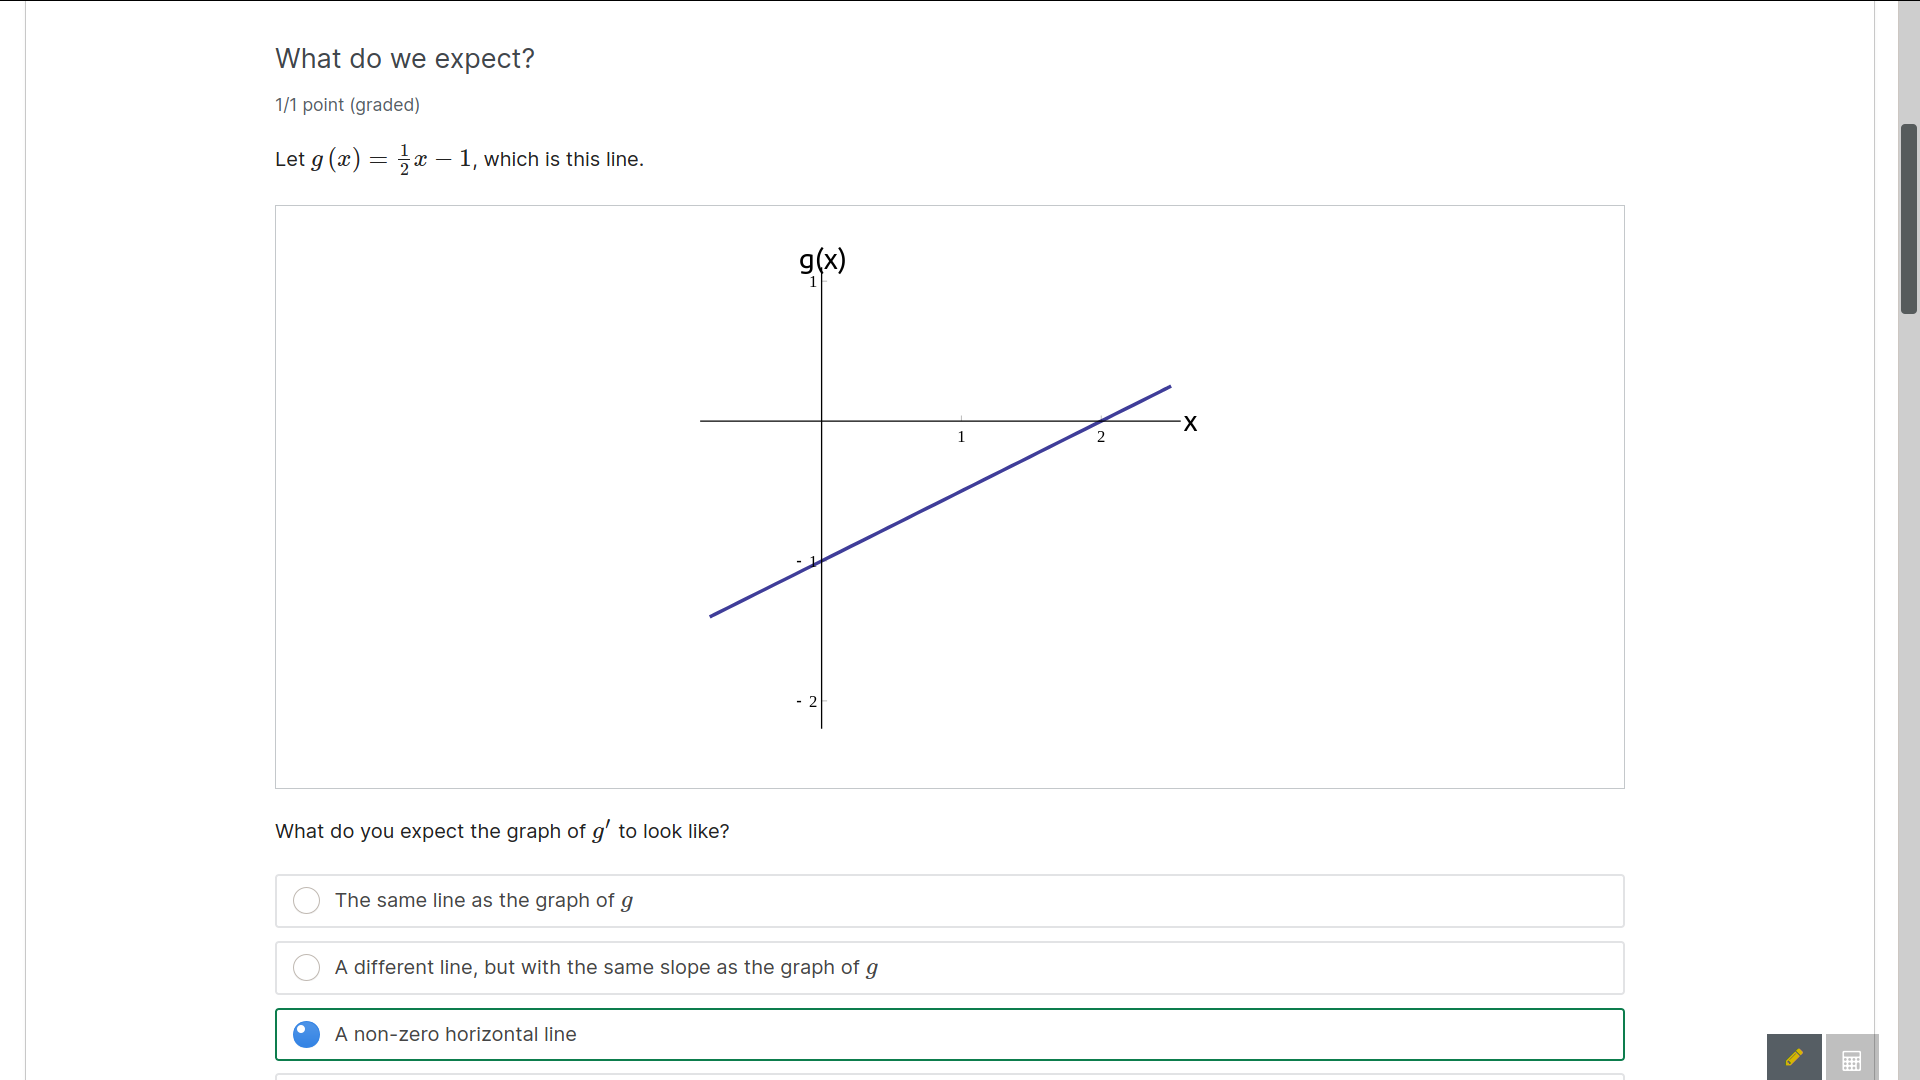 What do we expect?
1/1 point (graded)
Let g(x) = 1/2 x − 1, which is this line.
g(x)
1
x
1 2
- 1
- 2
What do you expect the graph of g′ to look like?
The same line as the graph of g
A different line, but with the same slope as the graph of g
A non-zero horizontal line